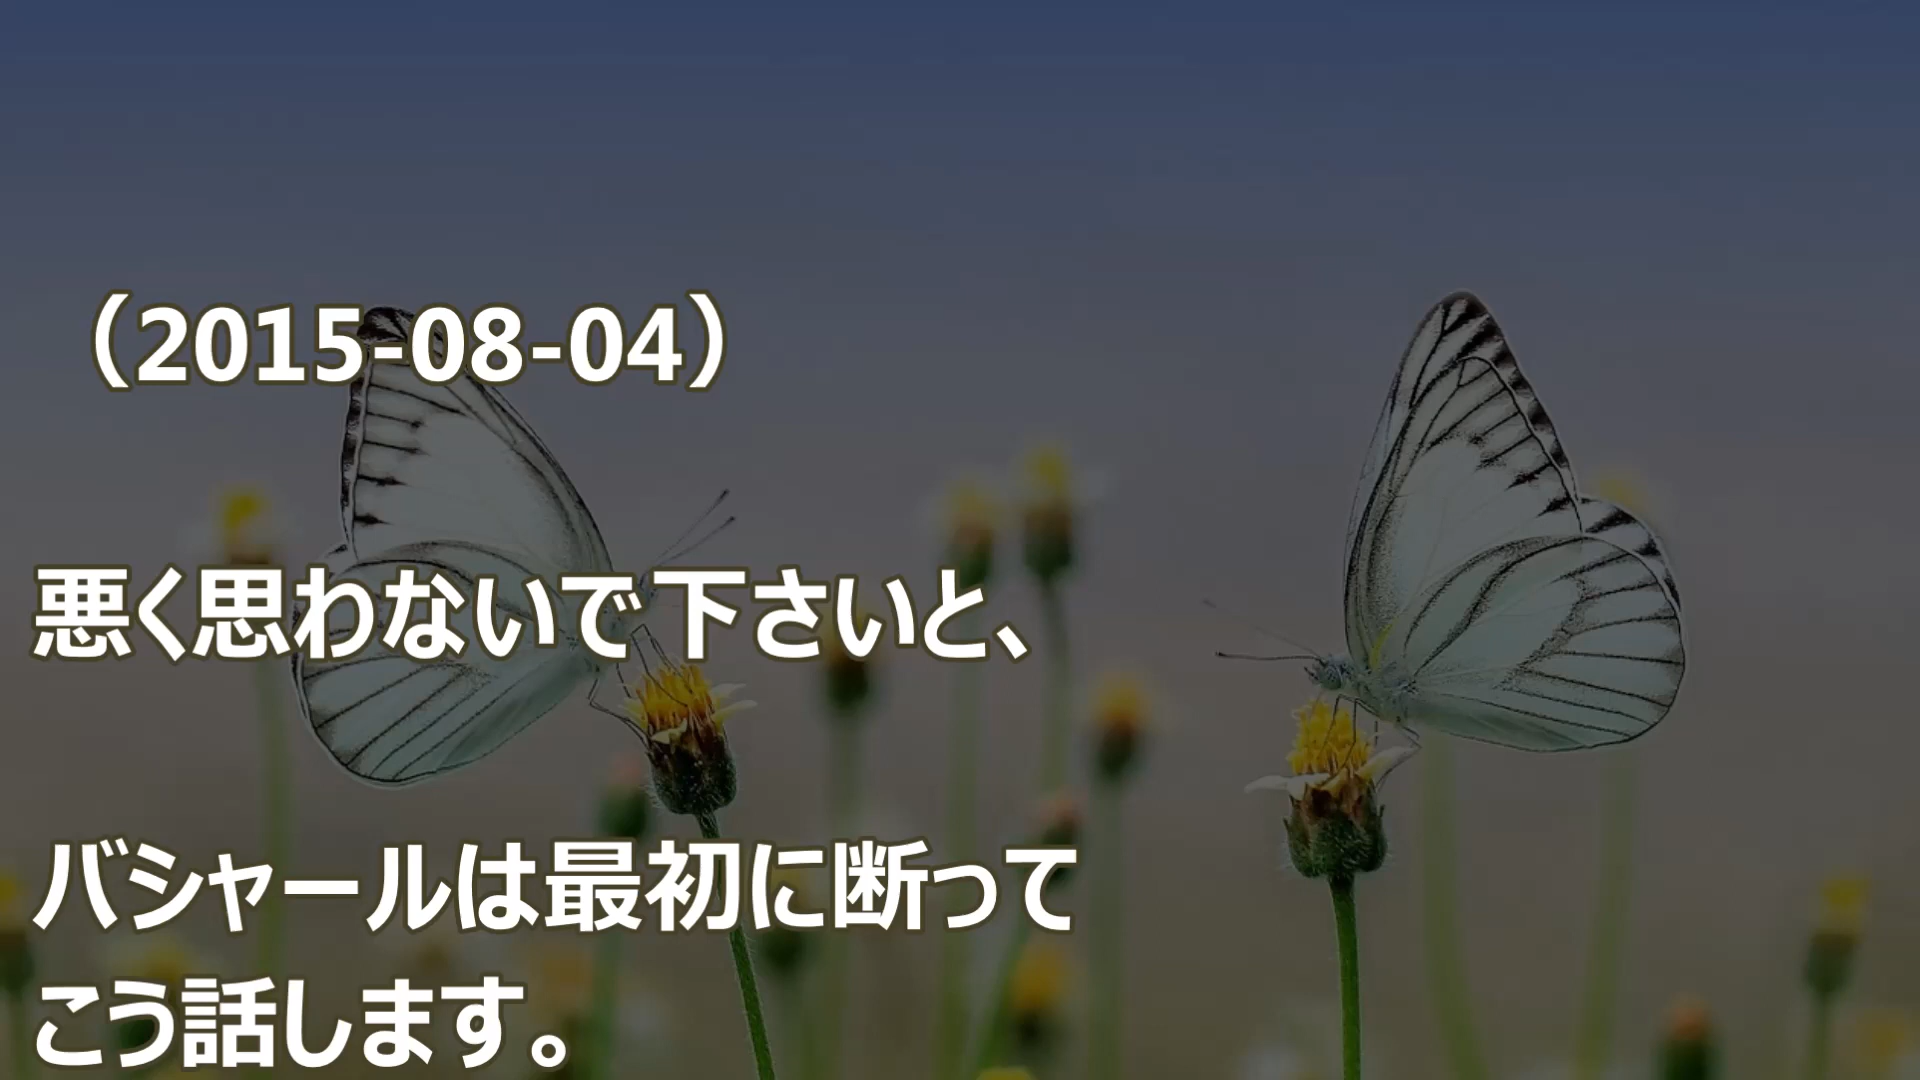 （2015-08-04）
悪く思わないで下さいと、
バシャールは最初に断って
こう話します。